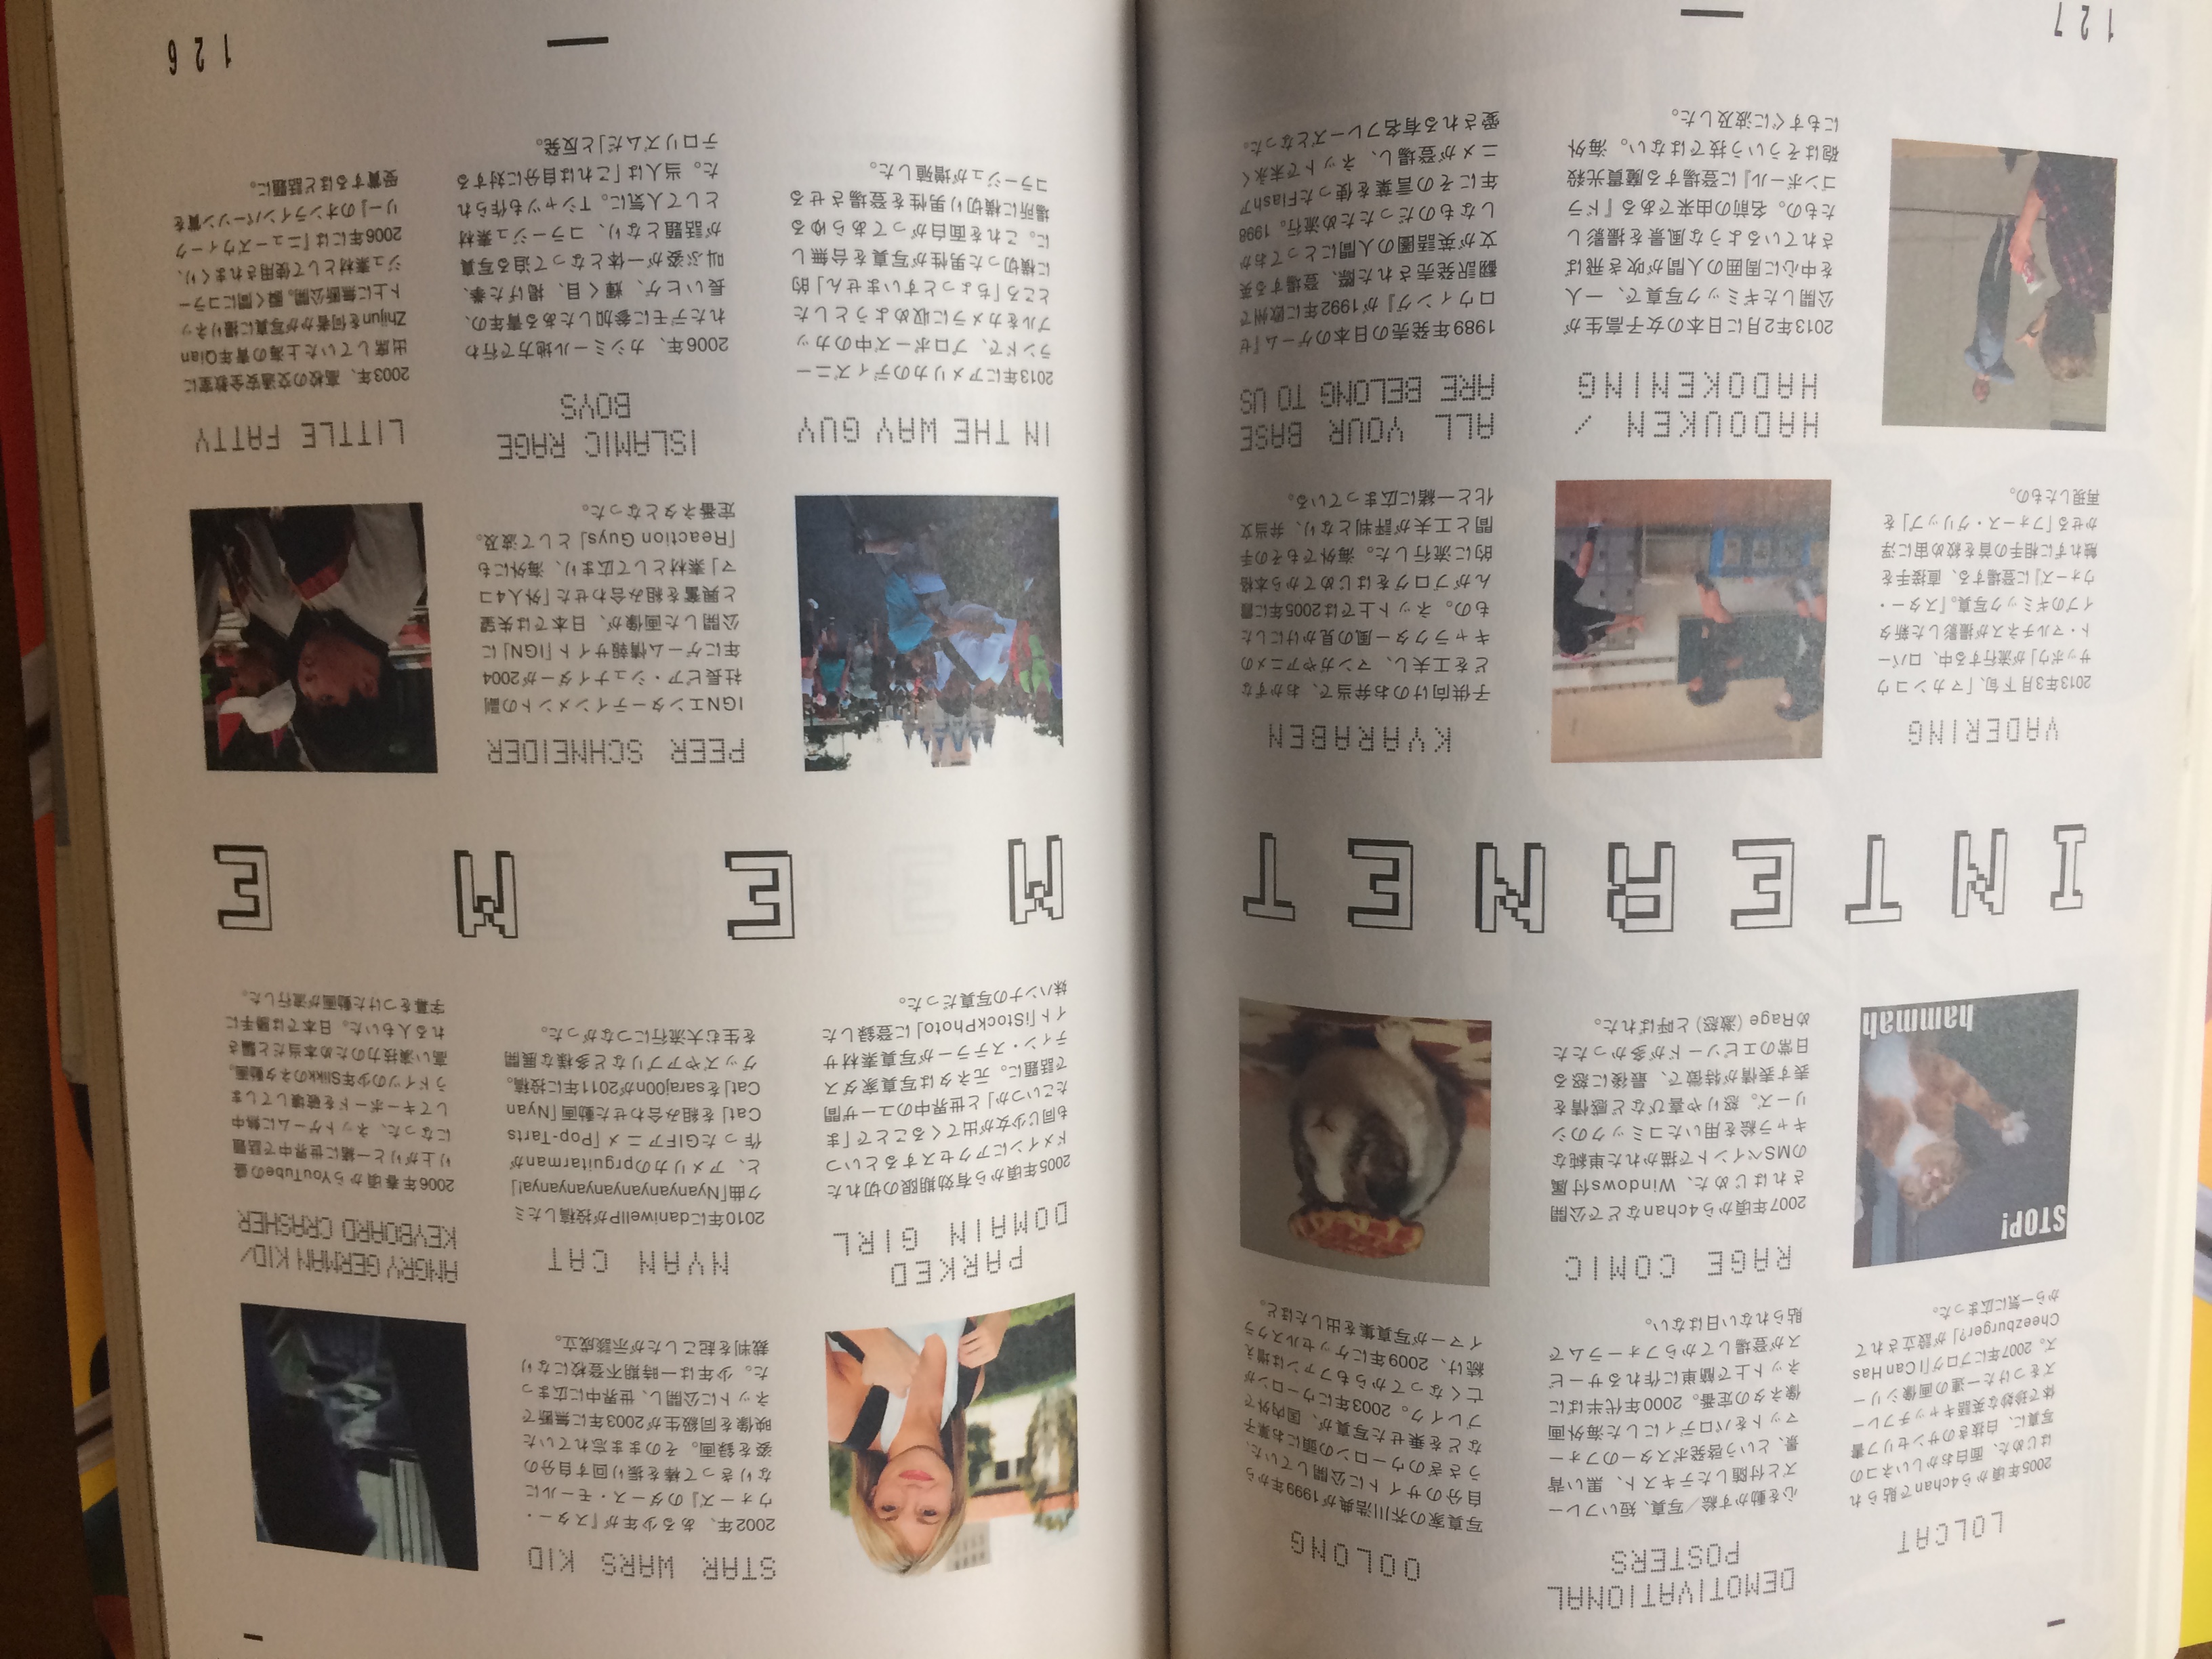 LOLCAT
2005年頃から4chanで貼られ
はじめた、面白おかしいネコの
写真に、白抜きのサンセリフ書
体で珍妙な英語キャッチフレー
ズをつけた一連の画像シリー
ズ。2007年にブログ「I Can Has
Cheezburger?」が設立されて
から一気に広まった。
STOP!
hammah
DEMOTIVATIONAL
POSTERS
心を動かす絵／写真、短いフレー
ズと付随したテキスト、黒い背
景、という啓発ポスターのフォー
マットをパロディにした海外画
像ネタの定番。2000年代半ばに
ネット上で簡単に作れるサービ
スが登場してからフォーラムで
貼られない日はない。
RAGE COMIC
2007年頃から4chanなどで公開
されはじめた、Windows付属
のMSペイントで描かれた単純な
キャラ絵を用いたコミックのシ
リーズ。怒りや喜びなど感情を
表す表情が特徴で、最後に怒る
日常のエピソードが多かったた
めRage（激怒）と呼ばれた。
OOLONG
写真家の芥川浩典が1999年から
自分のサイトに公開していた、
うさぎのウーロンの頭にお菓子
などを乗せた写真が、国内外で
ブレイク。2003年にウーロンが
亡くなってからもファンは増え
続け、2009年にケッセルスクラ
イマーが写真集を出したほど。
INTERNET
VADERING
2013年3月下旬、「マカンコウ
サッポウ」が流行する中、ロバー
ト・マルチネスが撮影した新タ
イプのギミック写真。「スター・
ウォーズ」に登場する、直接手を
触れずに相手の首を絞め宙に浮
かせる「フォース・グリップ」を
再現したもの。
HADOUKEN /
HADOKENING
2013年2月に日本の女子高生が
公開したギミック写真で、一人
を中心に周囲の人間が吹き飛ば
されているような風景を撮影し
たもの。名前の由来である『ドラ
ゴンボール』に登場する魔貫光殺
砲はそういう技ではない。海外
にもすぐに波及した。
KYARABEN
子供向けのお弁当で、おかずな
どを工夫し、マンガやアニメの
キャラクター風の見かけにした
もの。ネット上では2005年に霞
んがブログをはじめてから本格
的に流行した。海外でもその手
間と工夫が評判となり、弁当文
化と一緒に広まっている。
ALL YOUR BASE
ARE BELONG TO US
1989年発売の日本のゲーム『ゼ
ロウィング』が1992年に欧州で
翻訳発売された際、登場する英
文が英語圏の人間にとっておか
しなものだったため流行。1998
年にその言葉を使ったFlashア
ニメが登場し、ネットで末永く
愛される有名フレーズとなった。
127
PARKED
DOMAIN GIRL
2005年頃から有効期限の切れた
ドメインにアクセスするといつ
も同じ少女が出てくることで「ま
たこいつか」と世界中のユーザ間
で話題に。元ネタは写真家ダス
ティン・ステラーが写真素材サ
イト「iStockPhoto」に登録した
妹ハンナの写真だった。
STAR WARS KID
2002年、ある少年が「スター・
ウォーズ」のダース・モールに
なりきって棒を振り回す自分の
姿を録画。そのまま忘れていた
映像を同級生が2003年に無断で
ネットに公開し、世界中に広まっ
た。少年は一時期不登校になり
裁判を起こしたが示談成立。
NYAN CAT
2010年にdaniwellPが投稿したミ
ク曲「Nyanyanyanyanyanyanya!」
と、アメリカのprguitarmanが
作ったGIFアニメ「Pop-Tarts
Cat」を組み合わせた動画「Nyan
Cat」をsaraj00nが2011年に投稿。
グッズやアプリなど多様な展開
を生む大流行につながった。
ANGRY GERMAN KID/
KEYBOARD CRASHER
2006年春頃からYouTubeの盛
り上がりと一緒に世界中で話題
になった、ネットゲームに熱中
してキーボードを破壊してしま
うドイツの少年Slikkのネタ動画。
高い演技力のため本当だと騙さ
れる人もいた。日本では勝手に
字幕をつけた動画が流行した。
MEME
IN THE WAY GUY
2013年にアメリカのディズニー
ランドで、プロポーズ中のカッ
プルをカメラに収めようとした
ところ「ちょっとすいません」的
に横切った男性が写真を台無し
に。これを面白がってあらゆる
場所に横切り男性を登場させる
コラージュが増殖した。
PEER SCHNEIDER
IGNエンターテインメントの副
社長ピア・シュナイダーが2004
年にゲーム情報サイト「IGN」に
公開した画像が、日本では失望
と興奮を組み合わせた「外人4コ
マ」素材として広まり、海外にも
「Reaction Guys」として波及。
定番ネタとなった。
ISLAMIC RAGE
BOYS
2006年、カシミール地方で行わ
れたデモに参加したある青年の、
長いヒゲ、輝く目、掲げた拳、
叫ぶ姿が一体となって迫る写真
が話題となり、コラージュ素材
として人気に。Tシャツも作られ
た。当人は「これは自分に対する
テロリズムだ」と反発。
LITTLE FATTY
2003年、高校の交通安全教室に
出席していた上海の青年Qian
Zhijunを何者かが写真に撮りネッ
ト上に無断公開。瞬く間にコラー
ジュ素材として使用されまくり、
2006年には「ニューズウィーク
リー」のオンラインパーソン賞を
受賞するほど話題に。
126